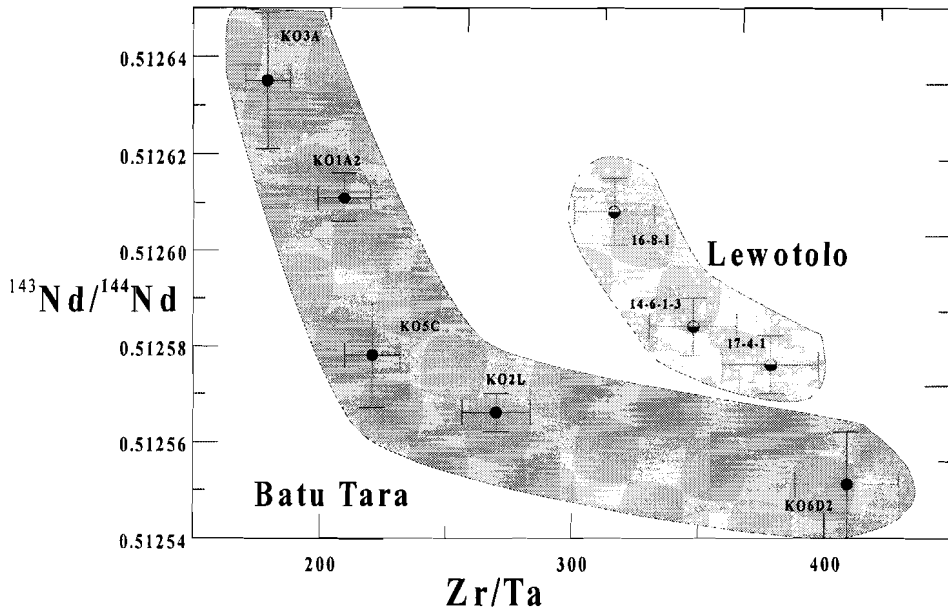 0.51264
0.51262
0.51260
0.51258
0.51256
0.51254
143Nd/144Nd
KO3A
KO1A2
KO5C
KO2L
KO6D2
Batu Tara
16-8-1
14-6-1-3
17-4-1
Lewotolo
200
300
400
Zr/Ta